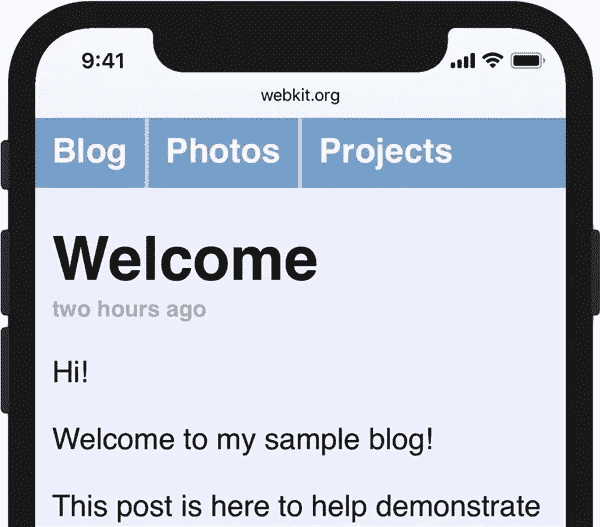 9:41
webkit.org
Blog Photos Projects
Welcome
two hours ago
Hi!
Welcome to my sample blog!
This post is here to help demonstrate